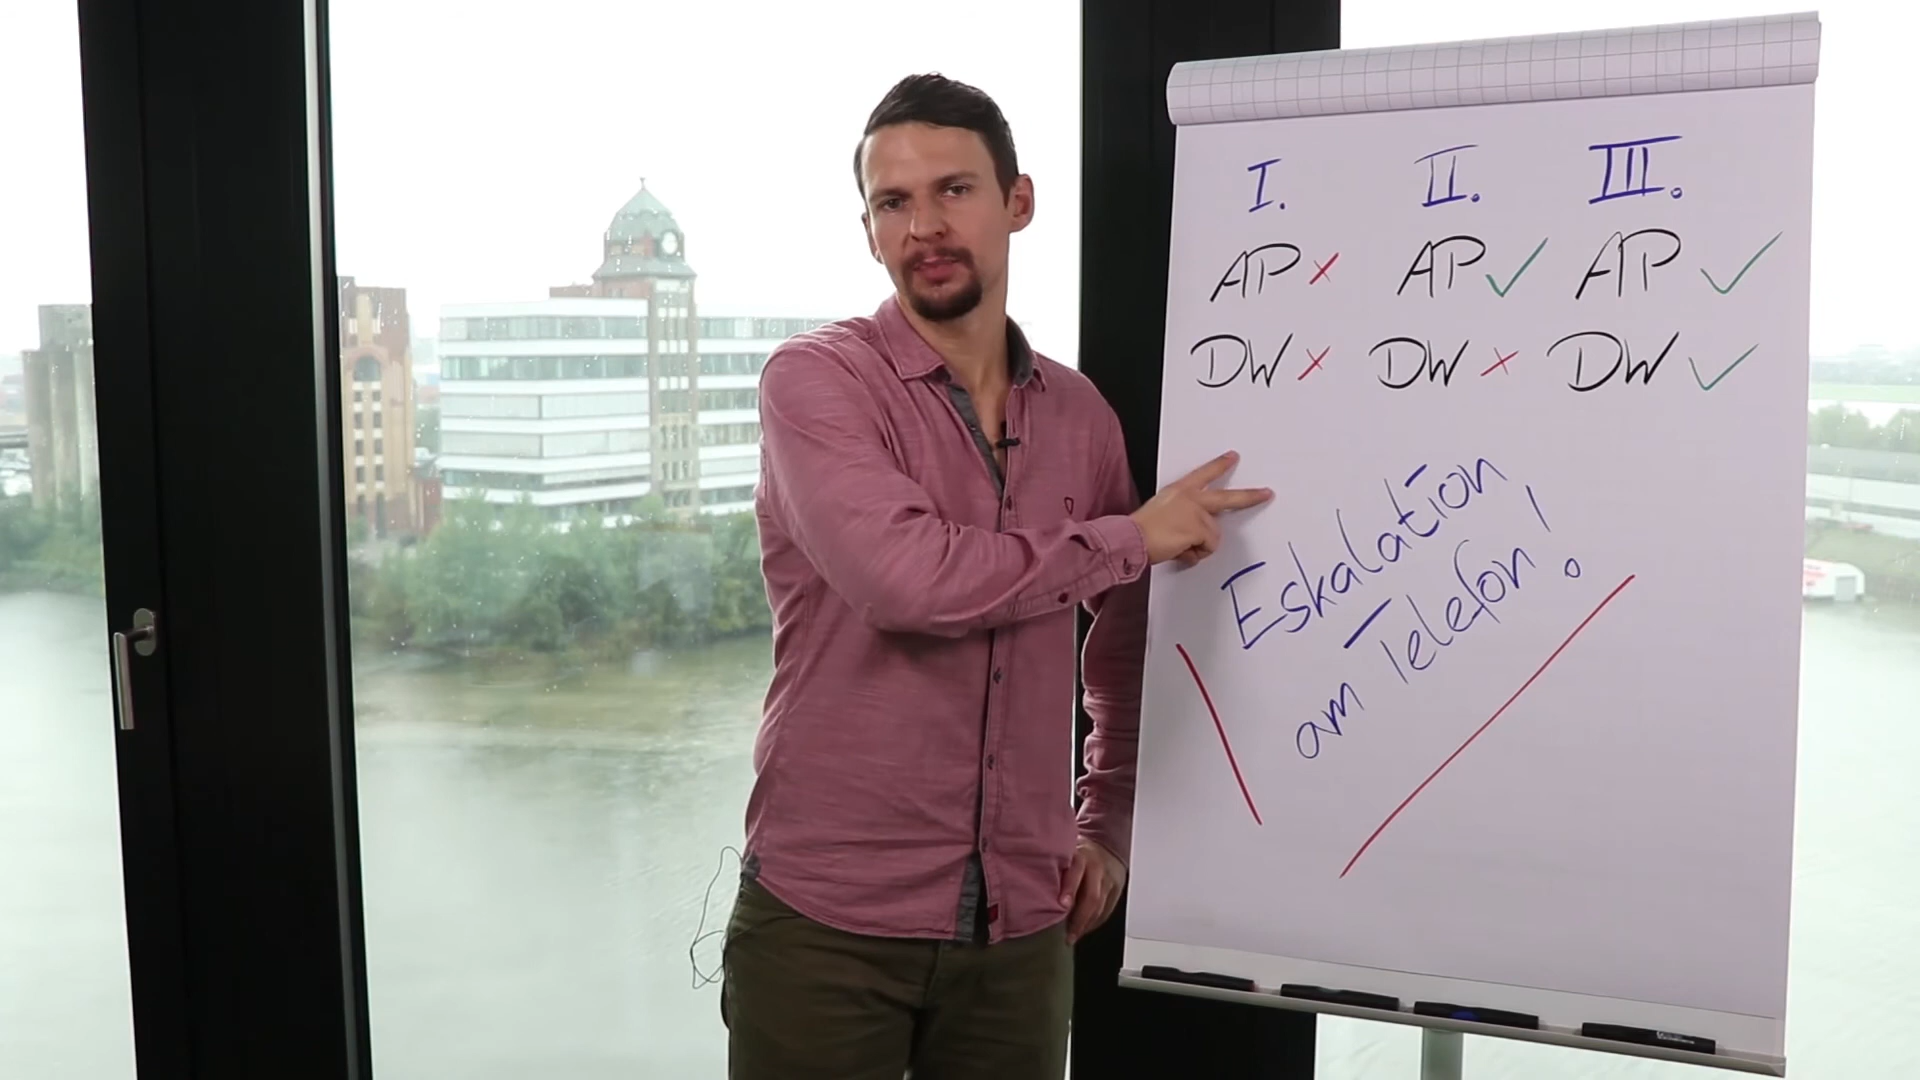 I. II. III.
AP x AP ✓ AP ✓
DW x DW x DW ✓
Eskalation
am Telefon!